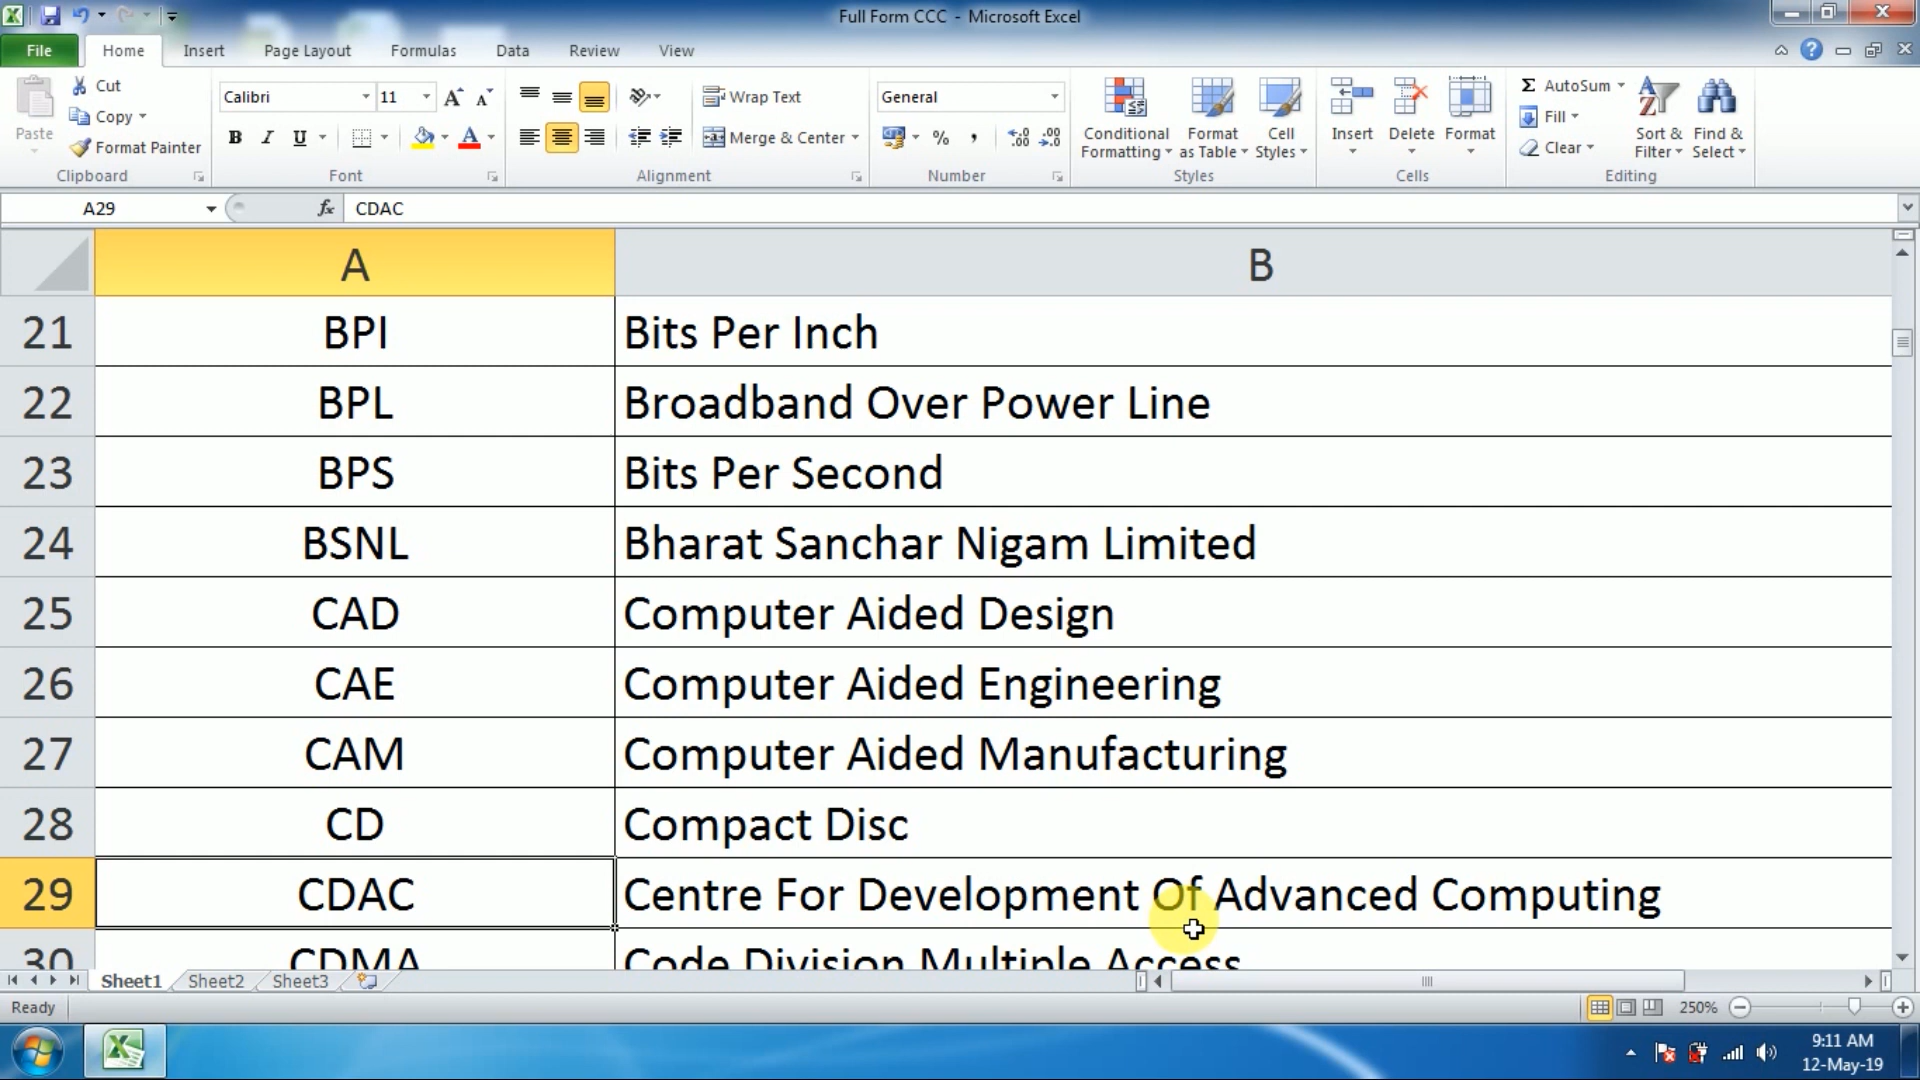 Full Form CCC - Microsoft Excel
File Home Insert Page Layout Formulas Data Review View
Paste
Cut
Copy
Format Painter
Clipboard
Calibri 11
B I U A
Font
Wrap Text
Merge & Center
Alignment
General
% ,
Number
Conditional Formatting
Format as Table
Cell Styles
Styles
Insert Delete Format
Cells
Σ AutoSum
Fill
Clear
Sort & Filter
Find & Select
Editing
A29 fx CDAC
A B
21 BPI Bits Per Inch
22 BPL Broadband Over Power Line
23 BPS Bits Per Second
24 BSNL Bharat Sanchar Nigam Limited
25 CAD Computer Aided Design
26 CAE Computer Aided Engineering
27 CAM Computer Aided Manufacturing
28 CD Compact Disc
29 CDAC Centre For Development Of Advanced Computing
30 CDMA Code Division Multiple Access
Sheet1 Sheet2 Sheet3
Ready 250%
9:11 AM
12-May-19